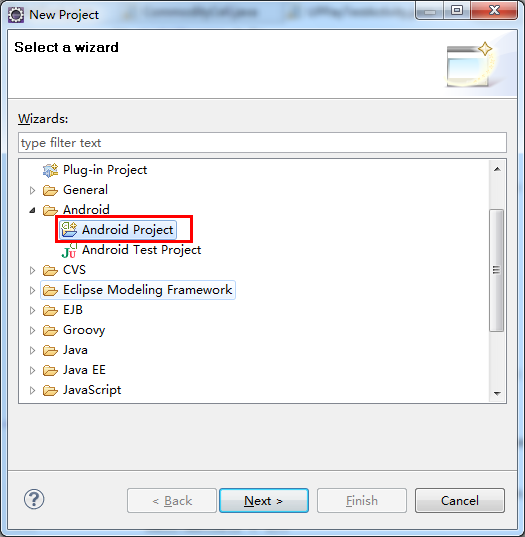 New Project
Select a wizard
Wizards:
type filter text
Plug-in Project
General
Android
Android Project
Android Test Project
CVS
Eclipse Modeling Framework
EJB
Groovy
Java
Java EE
JavaScript
< Back
Next >
Finish
Cancel